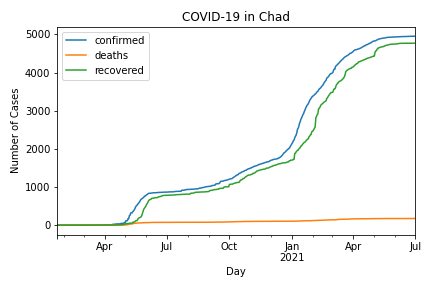 COVID-19 in Chad
confirmed
deaths
recovered
Number of Cases
5000
4000
3000
2000
1000
0
Apr
Jul
Oct
Jan
2021
Apr
Jul
Day